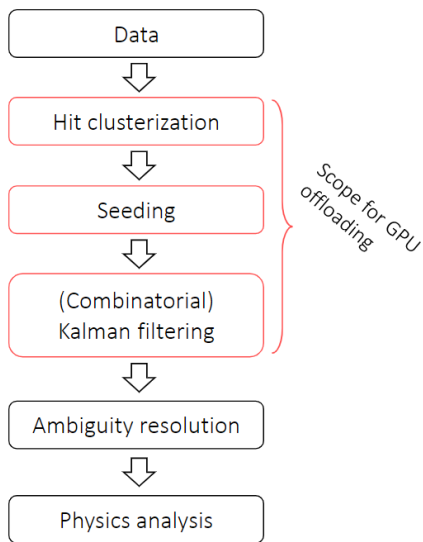 Data
Hit clusterization
Seeding
(Combinatorial)
Kalman filtering
Scope for GPU
offloading
Ambiguity resolution
Physics analysis